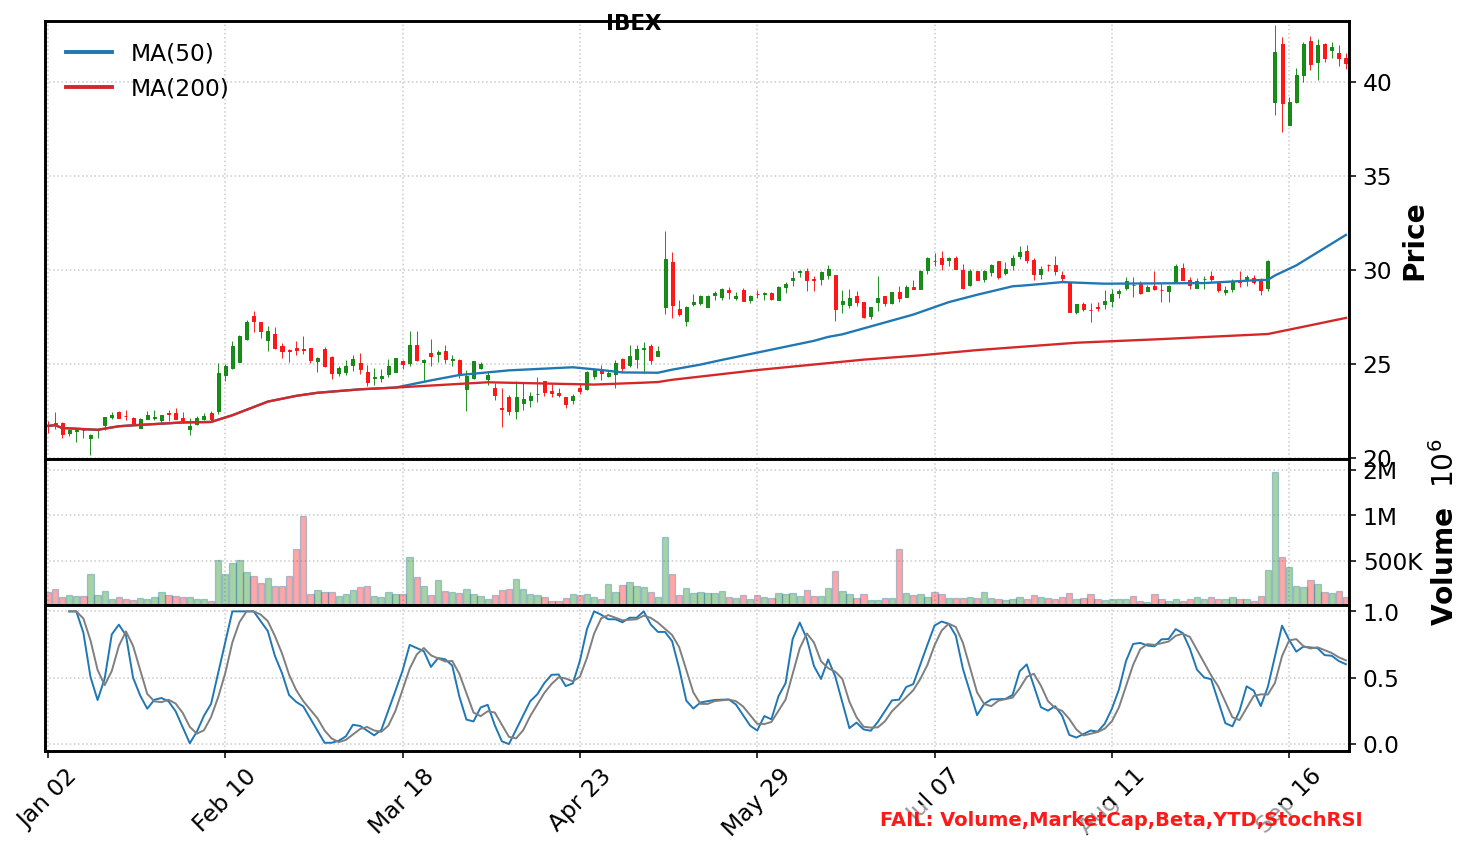 IBEX
MA(50)
MA(200)
40
35
30
25
20
Price
2M
1M
500K
Volume 10^6
1.0
0.5
0.0
Jan 02
Feb 10
Mar 18
Apr 23
May 29
Jul 07
Aug 11
Sep 16
FAIL: Volume,MarketCap,Beta,YTD,StochRSI